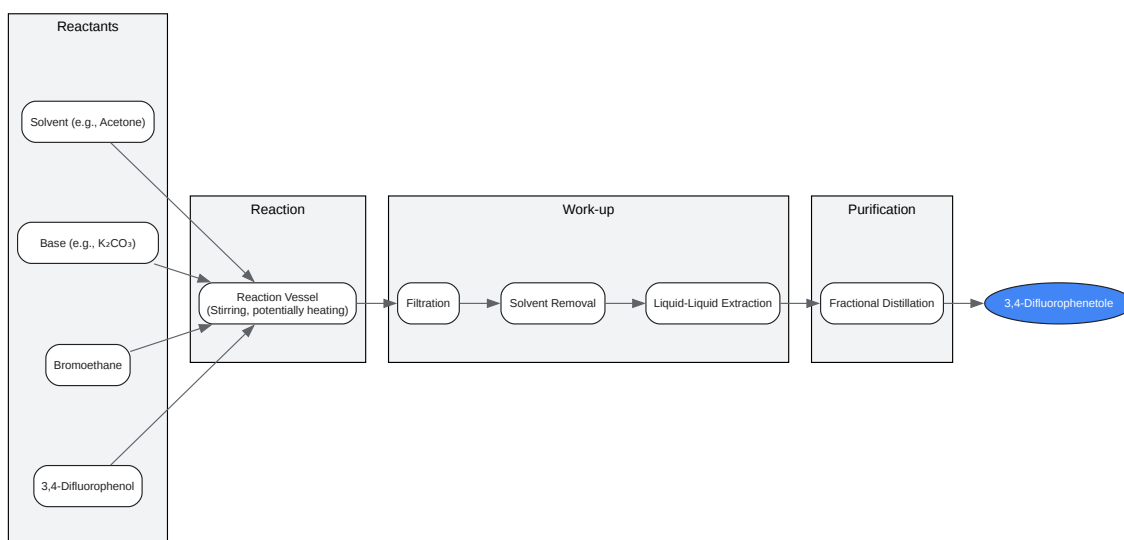 Reactants
Solvent (e.g., Acetone)
Base (e.g., K₂CO₃)
Bromoethane
3,4-Difluorophenol
Reaction
Reaction Vessel
(Stirring, potentially heating)
Work-up
Filtration
Solvent Removal
Liquid-Liquid Extraction
Purification
Fractional Distillation
3,4-Difluorophenetole